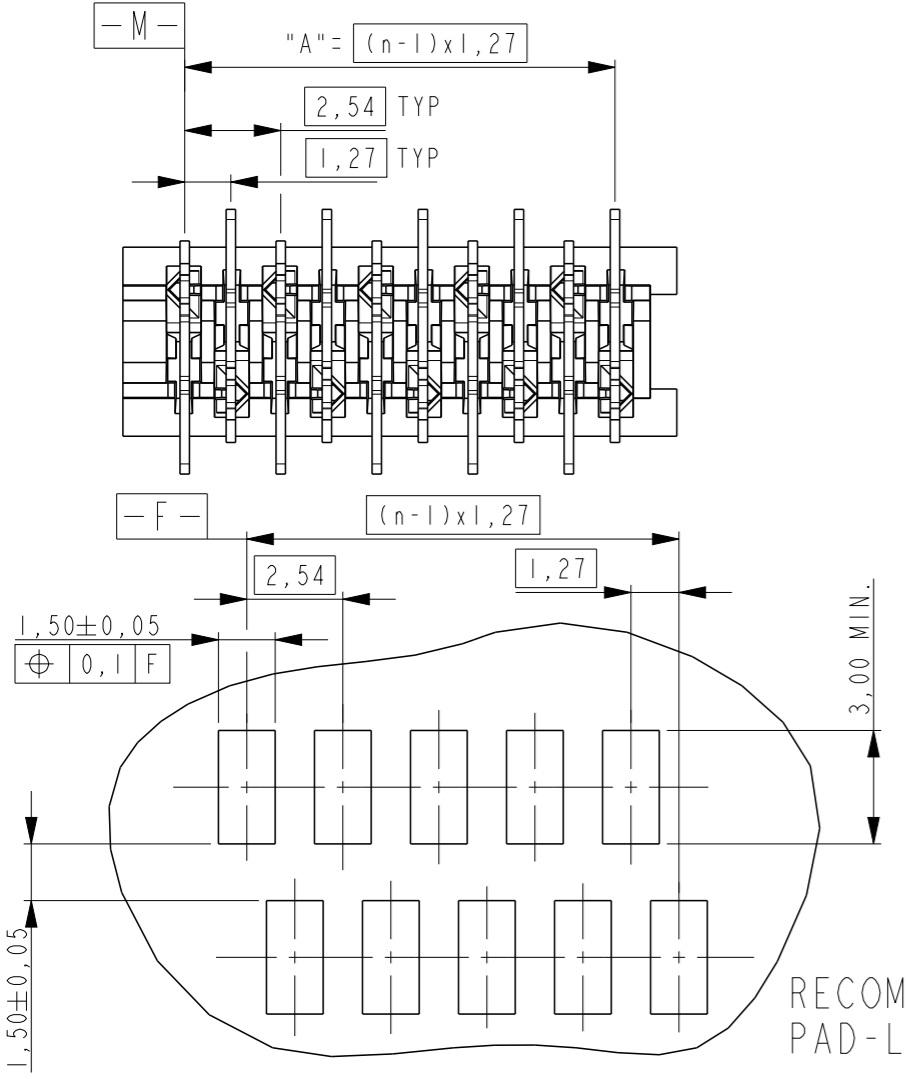 — M —
"A"= (n-1)x1,27
2,54 TYP
1,27 TYP
— F —
(n-1)x1,27
2,54
1,27
1,50±0,05
⌖ 0,1 F
3,00 MIN.
1,50±0,05
RECOM
PAD-L